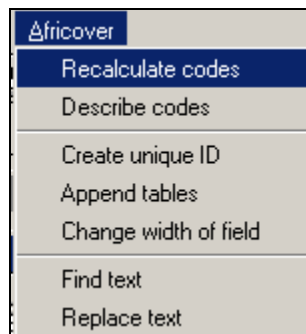 Africover
Recalculate codes
Describe codes
Create unique ID
Append tables
Change width of field
Find text
Replace text